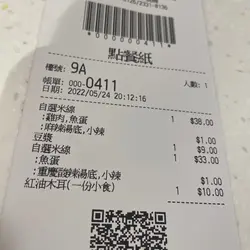 *000000411*
點餐紙
檯號: 9A
帳單: 000-0411 人數: 1
日期: 2022/05/24 20:12:16
自選米線 1 $38.00
;雞肉,魚蛋
;麻辣湯底,小辣 $1.00
豆漿 1 $9.00
自選米線 1 $33.00
;魚蛋
;重慶酸辣湯底,小辣 $1.00
紅油木耳(一份小食) 1 $10.00